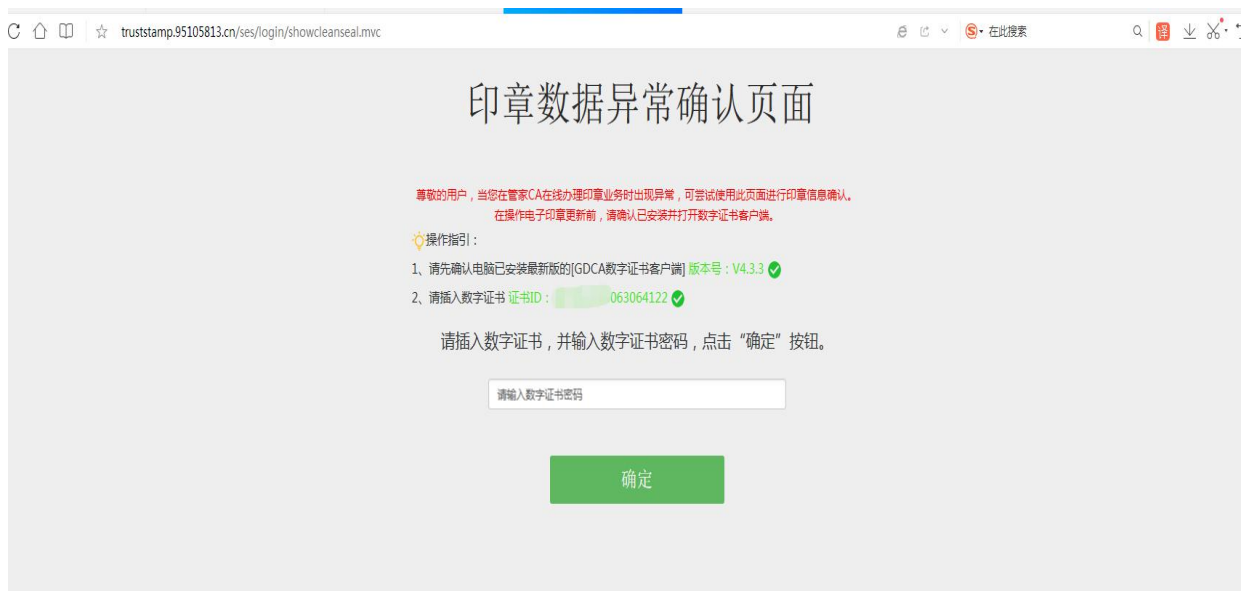 truststamp.95105813.cn/ses/login/showcleanseal.mvc
在此搜索
译
印章数据异常确认页面
尊敬的用户，当您在管家CA在线办理印章业务时出现异常，可尝试使用此页面进行印章信息确认。
在操作电子印章更新前，请确认已安装并打开数字证书客户端。
操作指引：
1、请先确认电脑已安装最新版的[GDCA数字证书客户端] 版本号：V4.3.3
2、请插入数字证书 证书ID： 063064122
请插入数字证书，并输入数字证书密码，点击“确定”按钮。
请输入数字证书密码
确定